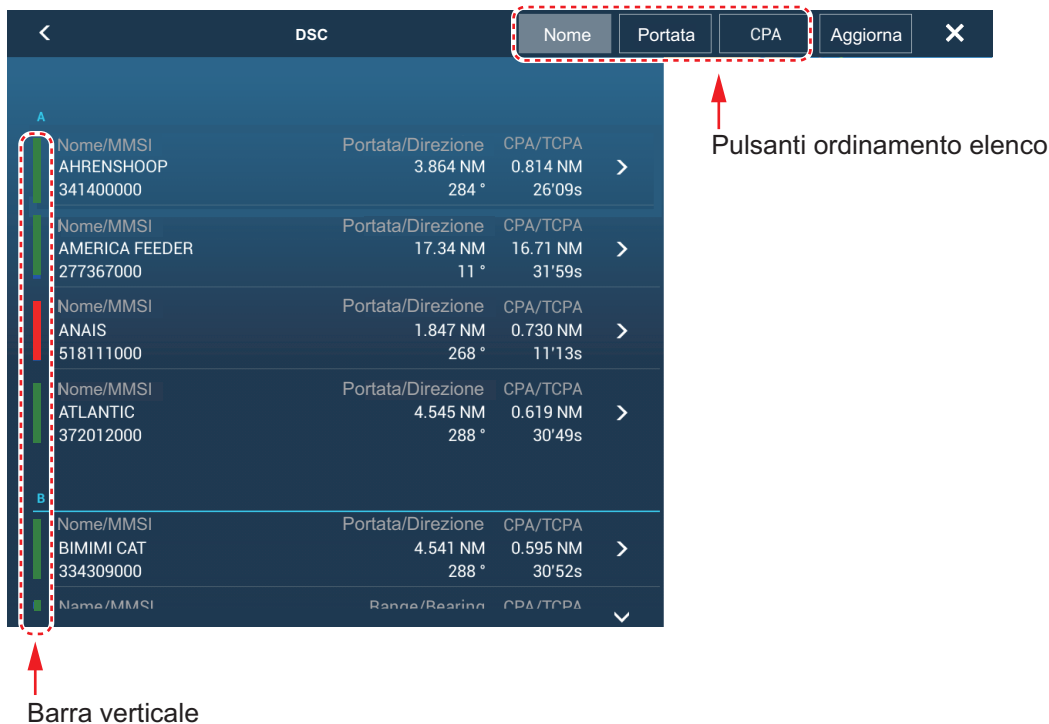 DSC Nome Portata CPA Aggiorna
Pulsanti ordinamento elenco
A
Nome/MMSI Portata/Direzione CPA/TCPA
AHRENSHOOP 3.864 NM 0.814 NM
341400000 284 ° 26'09s
Nome/MMSI Portata/Direzione CPA/TCPA
AMERICA FEEDER 17.34 NM 16.71 NM
277367000 11 ° 31'59s
Nome/MMSI Portata/Direzione CPA/TCPA
ANAIS 1.847 NM 0.730 NM
518111000 268 ° 11'13s
Nome/MMSI Portata/Direzione CPA/TCPA
ATLANTIC 4.545 NM 0.619 NM
372012000 288 ° 30'49s
B
Nome/MMSI Portata/Direzione CPA/TCPA
BIMIMI CAT 4.541 NM 0.595 NM
334309000 288 ° 30'52s
Name/MMSI Range/Bearing CPA/TCPA
Barra verticale